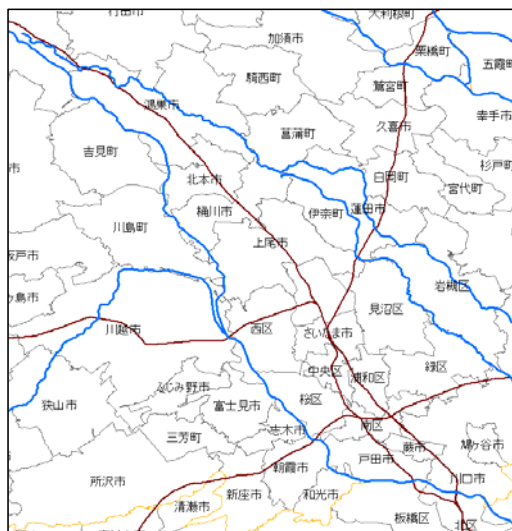 行田市
大利根町
加須市
栗橋町
五霞町
騎西町
鷲宮町
鴻巣市
幸手市
菖蒲町
久喜市
吉見町
杉戸町
北本市
白岡町
宮代町
桶川市
伊奈町
蓮田市
川島町
上尾市
坂戸市
岩槻区
ヶ島市
見沼区
川越市
西区
さいたま市
中央区
緑区
浦和区
ふじみ野市
桜区
狭山市
富士見市
南区
志木市
三芳町
鳩ヶ谷市
蕨市
戸田市
朝霞市
所沢市
川口市
新座市
和光市
清瀬市
板橋区